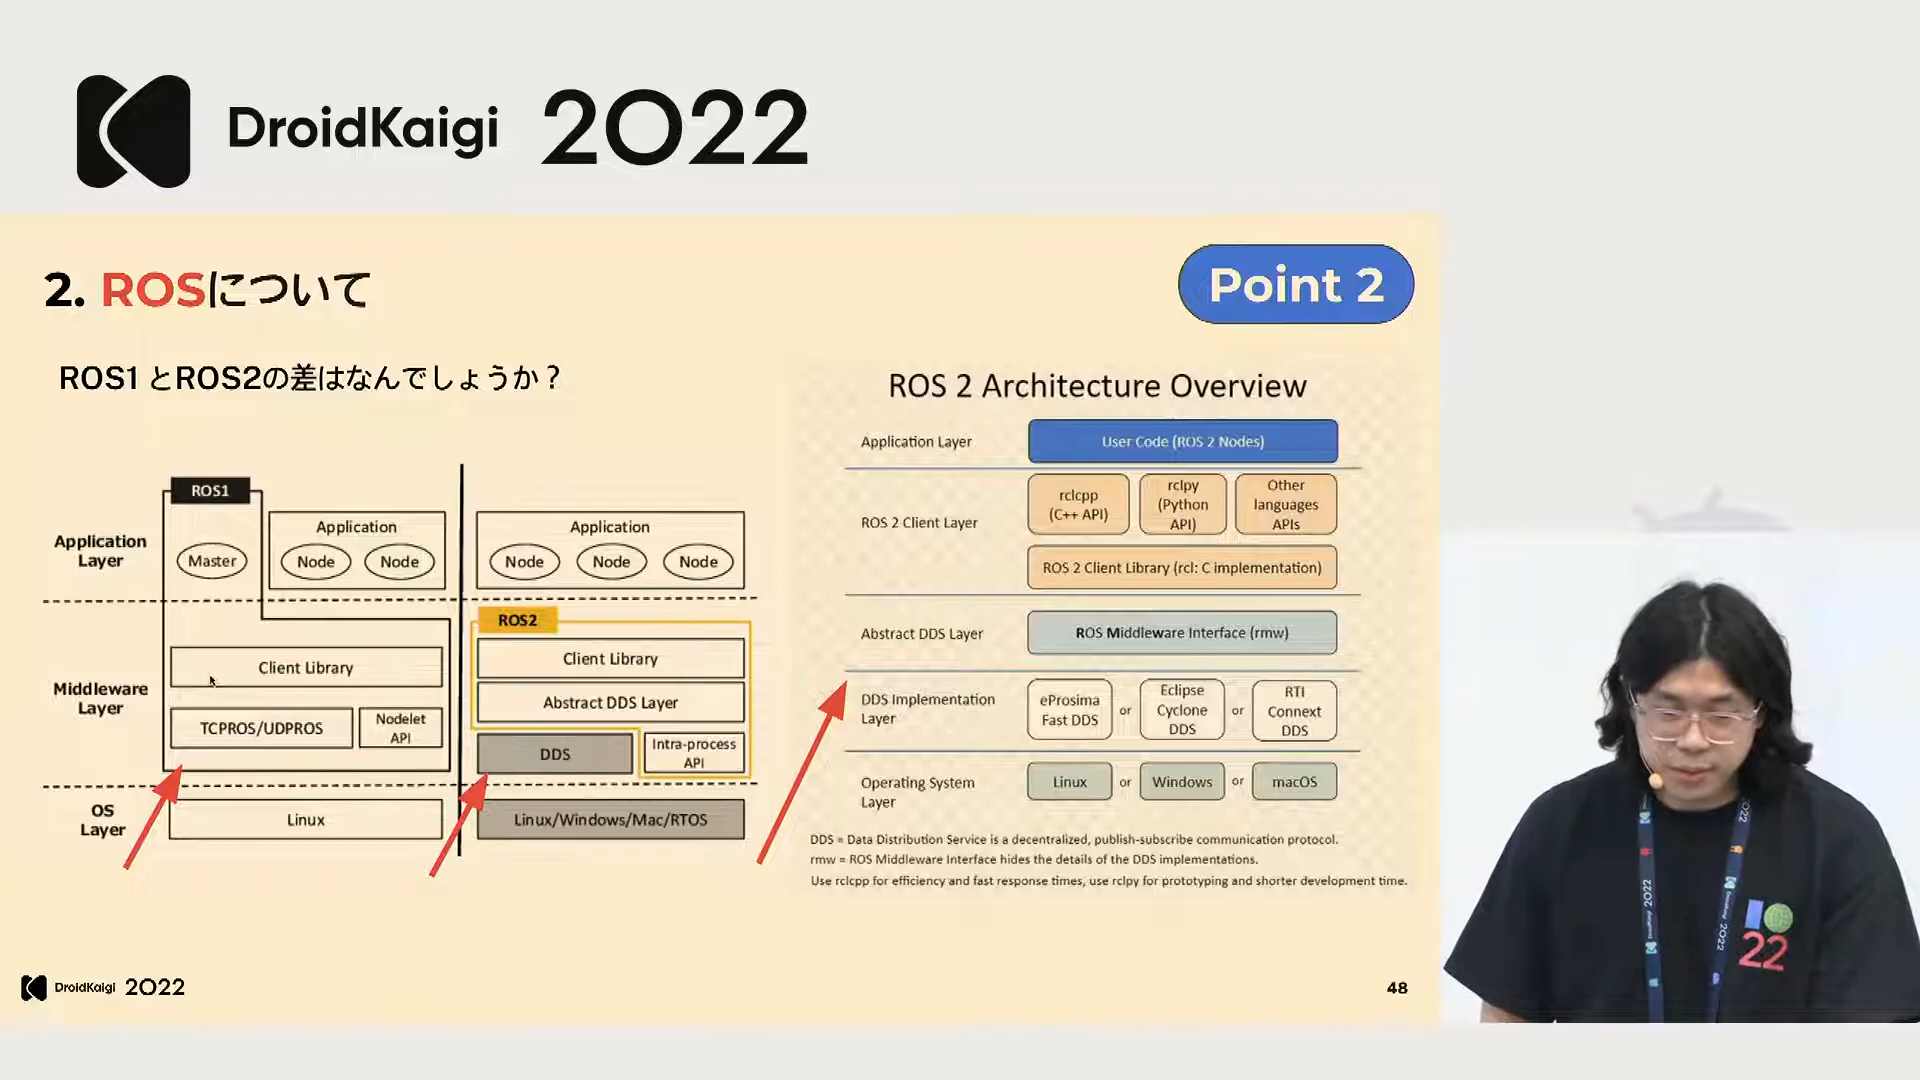 DroidKaigi 2022
2. ROSについて
Point 2
ROS1 とROS2の差はなんでしょうか？
ROS1
Application
Layer
Master
Application
Node
Node
Application
Node
Node
Node
Middleware
Layer
Client Library
TCPROS/UDPROS
Nodelet
API
ROS2
Client Library
Abstract DDS Layer
DDS
Intra-process
API
OS
Layer
Linux
Linux/Windows/Mac/RTOS
ROS 2 Architecture Overview
Application Layer
User Code (ROS 2 Nodes)
ROS 2 Client Layer
rclcpp
(C++ API)
rclpy
(Python
API)
Other
languages
APIs
ROS 2 Client Library (rcl: C implementation)
Abstract DDS Layer
ROS Middleware Interface (rmw)
DDS Implementation
Layer
eProsima
Fast DDS
or
Eclipse
Cyclone
DDS
or
RTI
Connext
DDS
Operating System
Layer
Linux
or
Windows
or
macOS
DDS = Data Distribution Service is a decentralized, publish-subscribe communication protocol.
rmw = ROS Middleware Interface hides the details of the DDS implementations.
Use rclcpp for efficiency and fast response times, use rclpy for prototyping and shorter development time.
DroidKaigi 2022
48
22